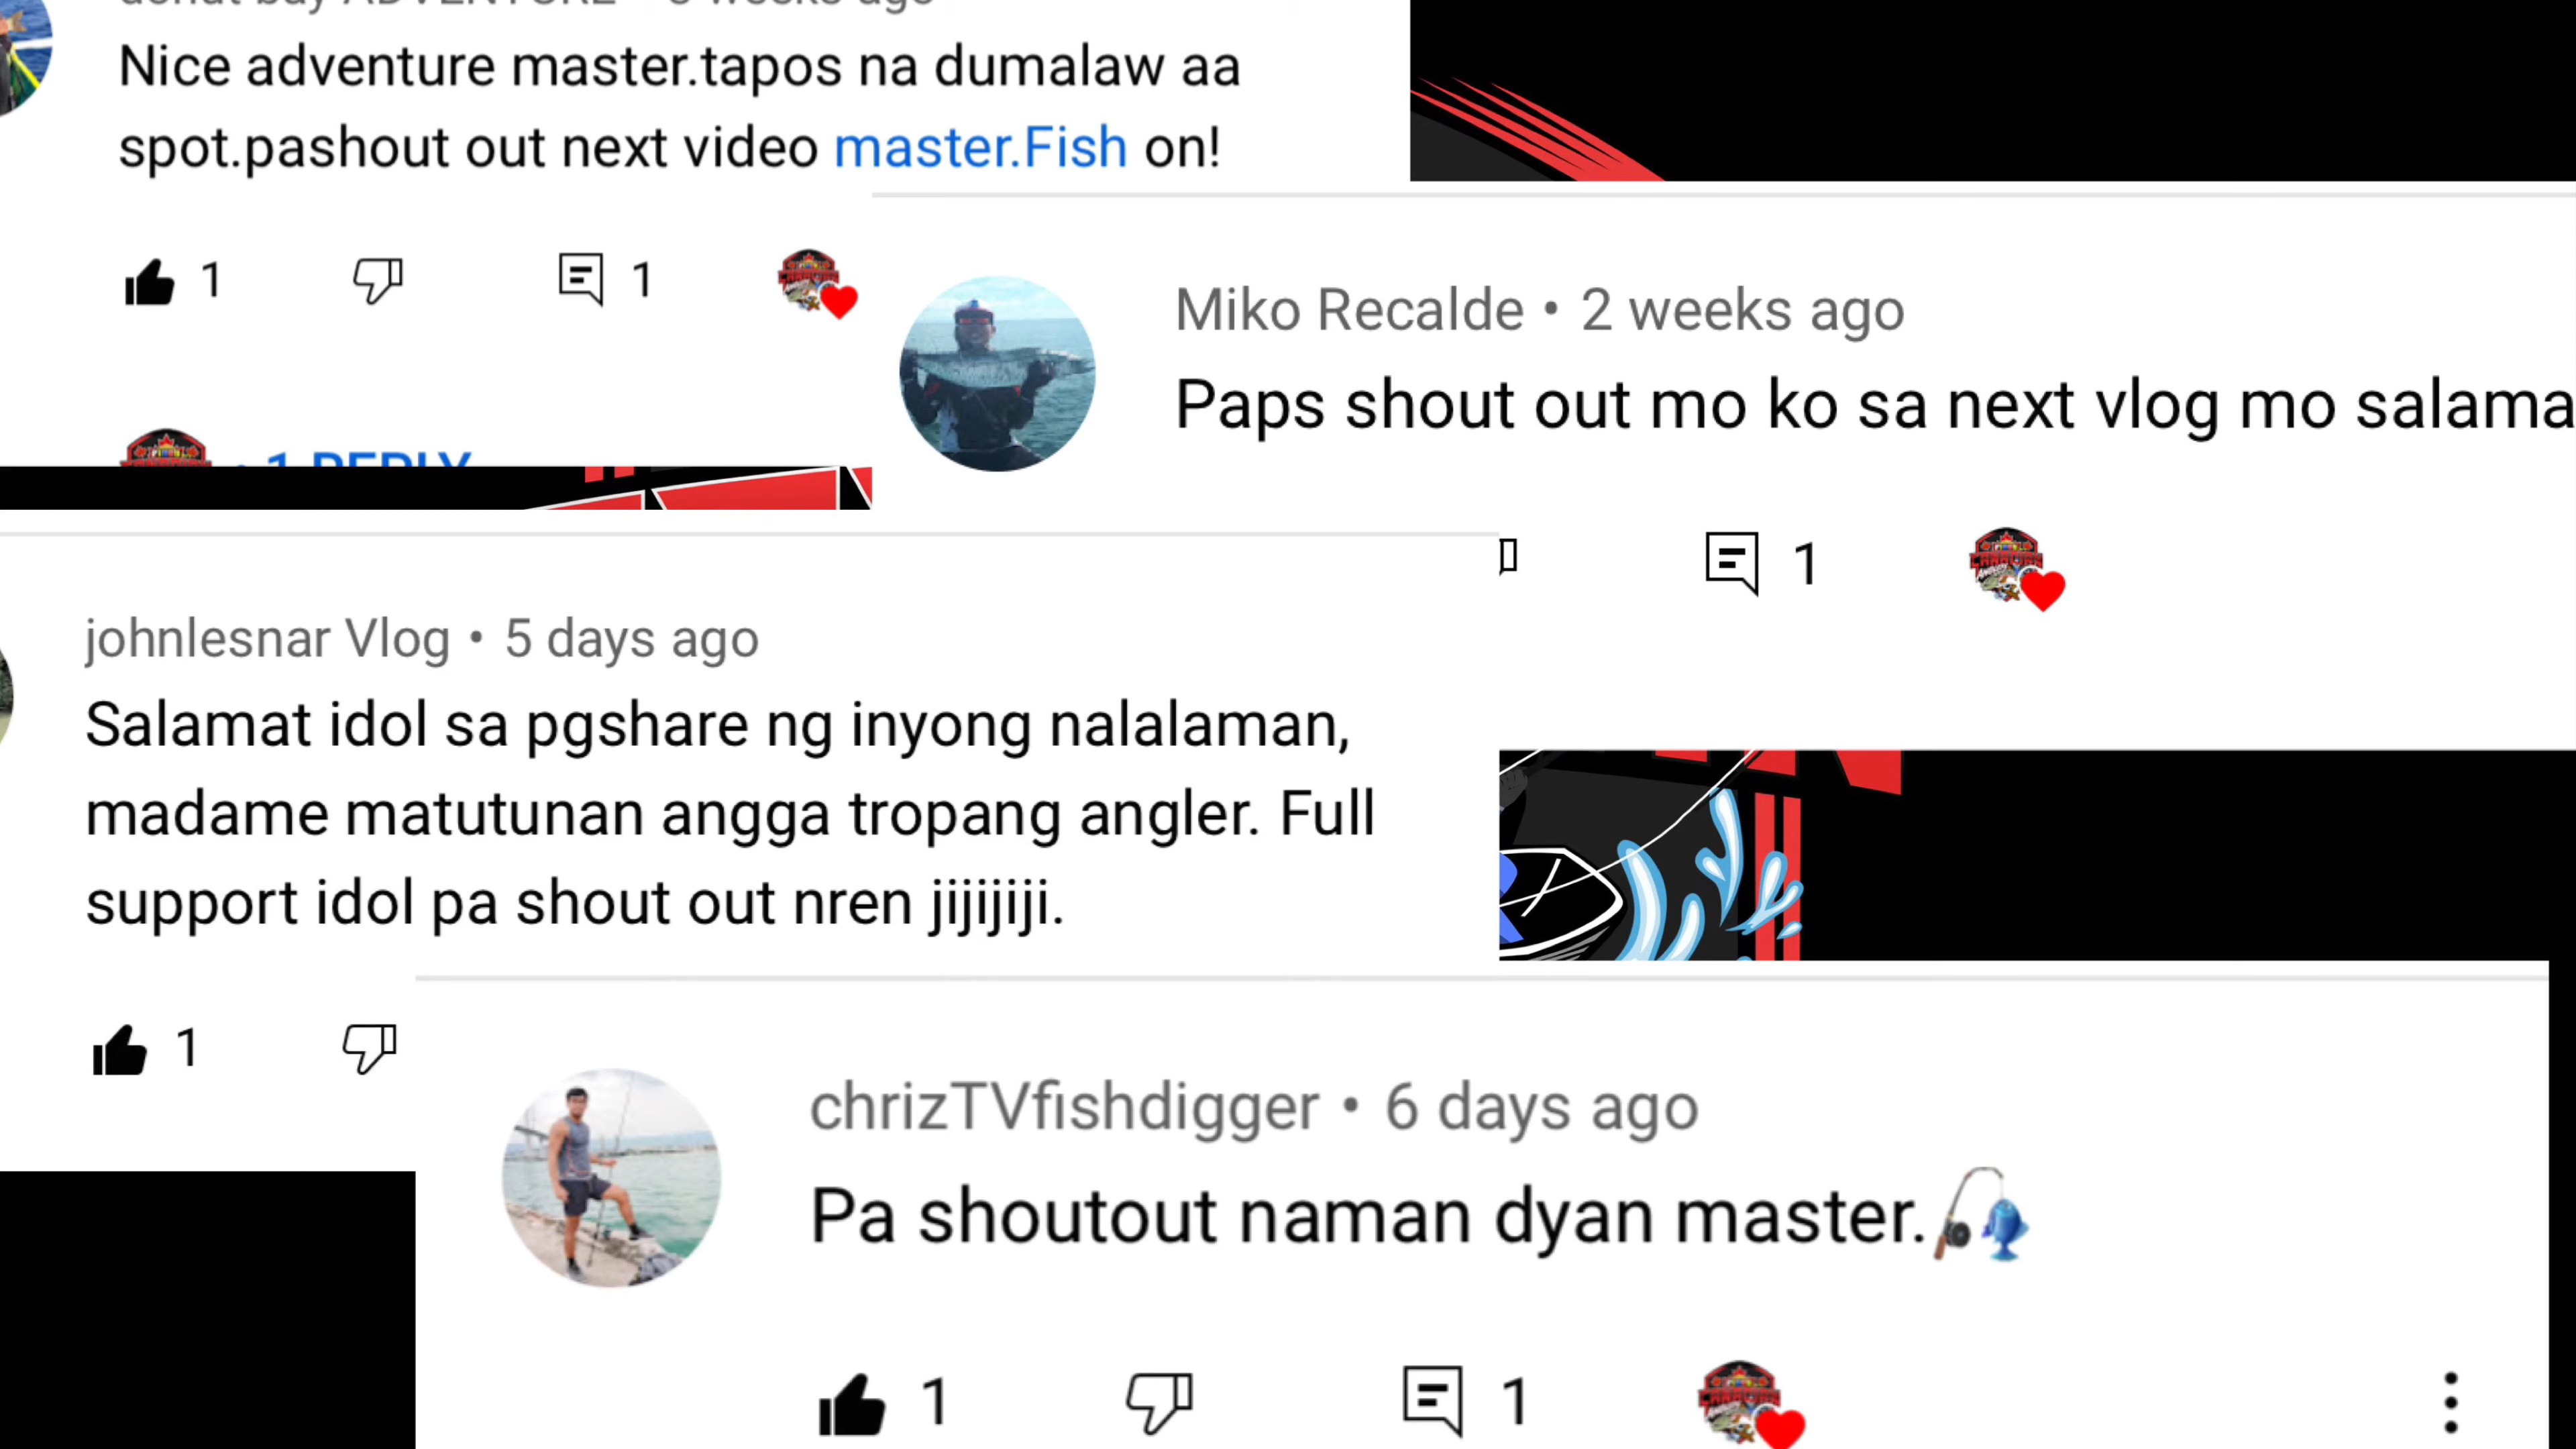 Nice adventure master.tapos na dumalaw aa
spot.pashout out next video master.Fish on!
1 1
1 REPLY
Miko Recalde • 2 weeks ago
Paps shout out mo ko sa next vlog mo salama
1
johnlesnar Vlog • 5 days ago
Salamat idol sa pgshare ng inyong nalalaman,
madame matutunan angga tropang angler. Full
support idol pa shout out nren jijijiji.
1
chrizTVfishdigger • 6 days ago
Pa shoutout naman dyan master.🎣
1 1